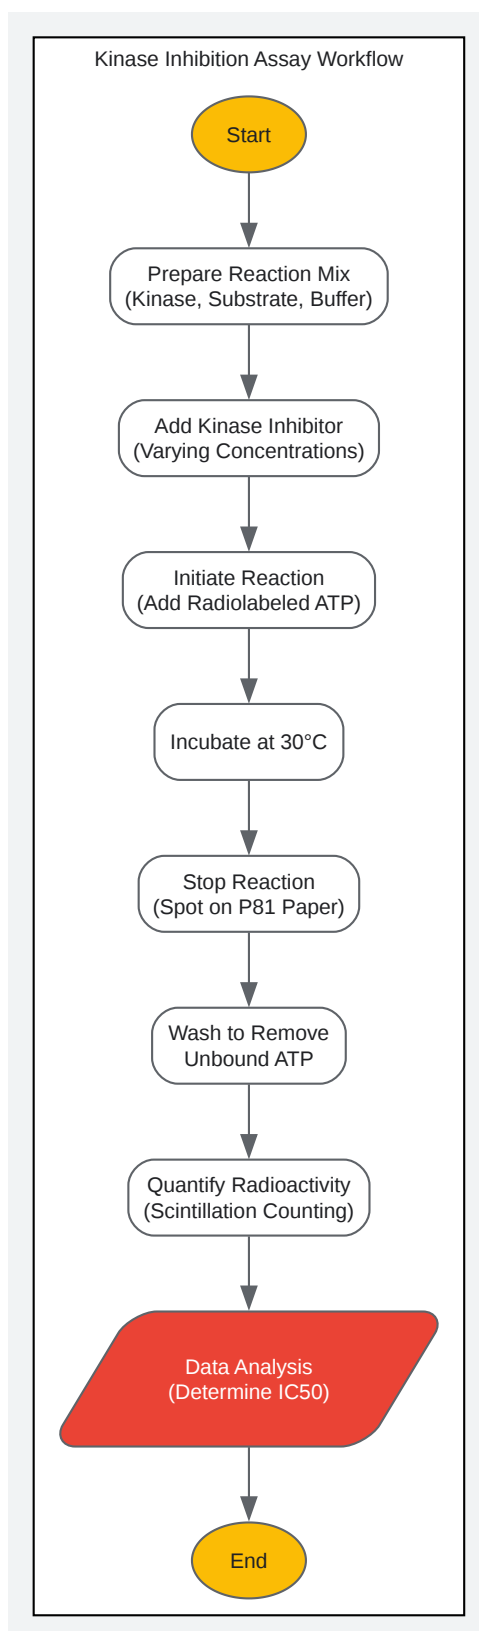 Kinase Inhibition Assay Workflow
Start
Prepare Reaction Mix
(Kinase, Substrate, Buffer)
Add Kinase Inhibitor
(Varying Concentrations)
Initiate Reaction
(Add Radiolabeled ATP)
Incubate at 30°C
Stop Reaction
(Spot on P81 Paper)
Wash to Remove
Unbound ATP
Quantify Radioactivity
(Scintillation Counting)
Data Analysis
(Determine IC50)
End